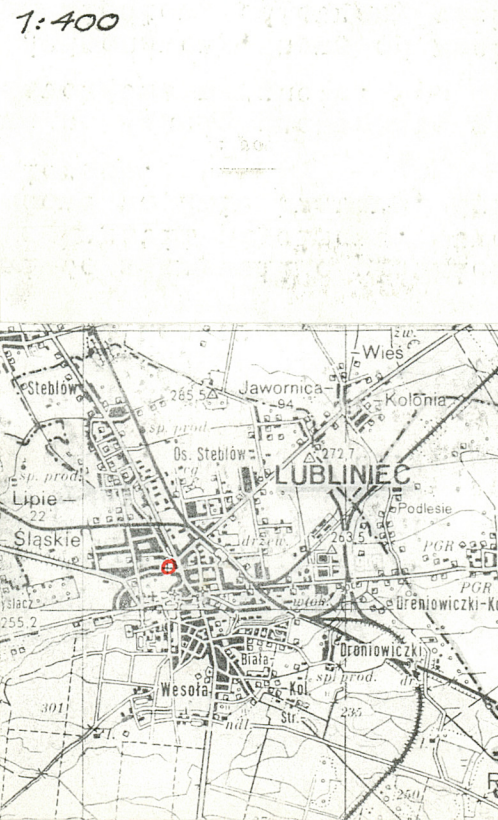 1:400
Wieś
Jawornica
94
Kolonia
285,5
Steblów
sp. prod.
Os. Steblów
272,7
LUBLINIEC
sp. prod.
Lipie
22
Śląskie
Podlesie
drzew.
263,5
PGR
PGR
255,2
włók.
Droniowiczki-Ko
Droniowiczki
Biała
sp. prod.
Wesoła
Kol.
Str.
301
235